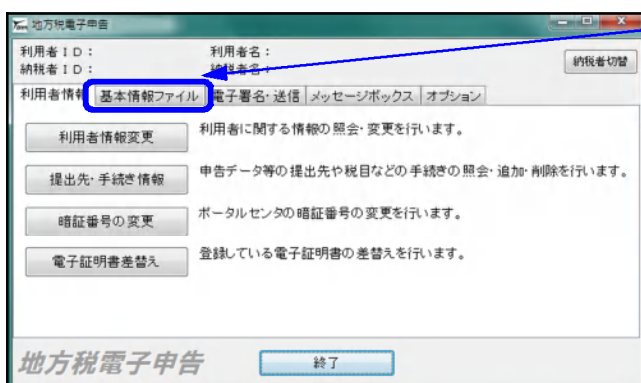 地方税電子申告
利用者ID： 利用者名：
納税者ID： 納税者名：
納税者切替
利用者情報 基本情報ファイル 電子署名・送信 メッセージボックス オプション
利用者情報変更 利用者に関する情報の照会・変更を行います。
提出先・手続き情報 申告データ等の提出先や税目などの手続きの照会・追加・削除を行います。
暗証番号の変更 ポータルセンタの暗証番号の変更を行います。
電子証明書差替え 登録している電子証明書の差替えを行います。
地方税電子申告 終了